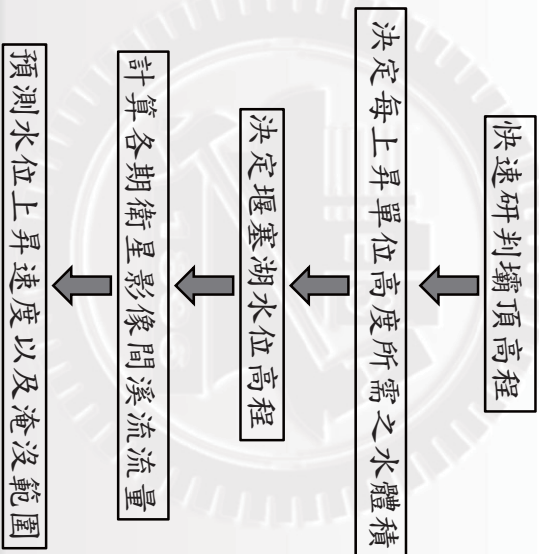 快速研判壩頂高程
決定每上昇單位高度所需之水體積
決定堰塞湖水位高程
計算各期衛星影像間溪流流量
預測水位上昇速度以及淹沒範圍